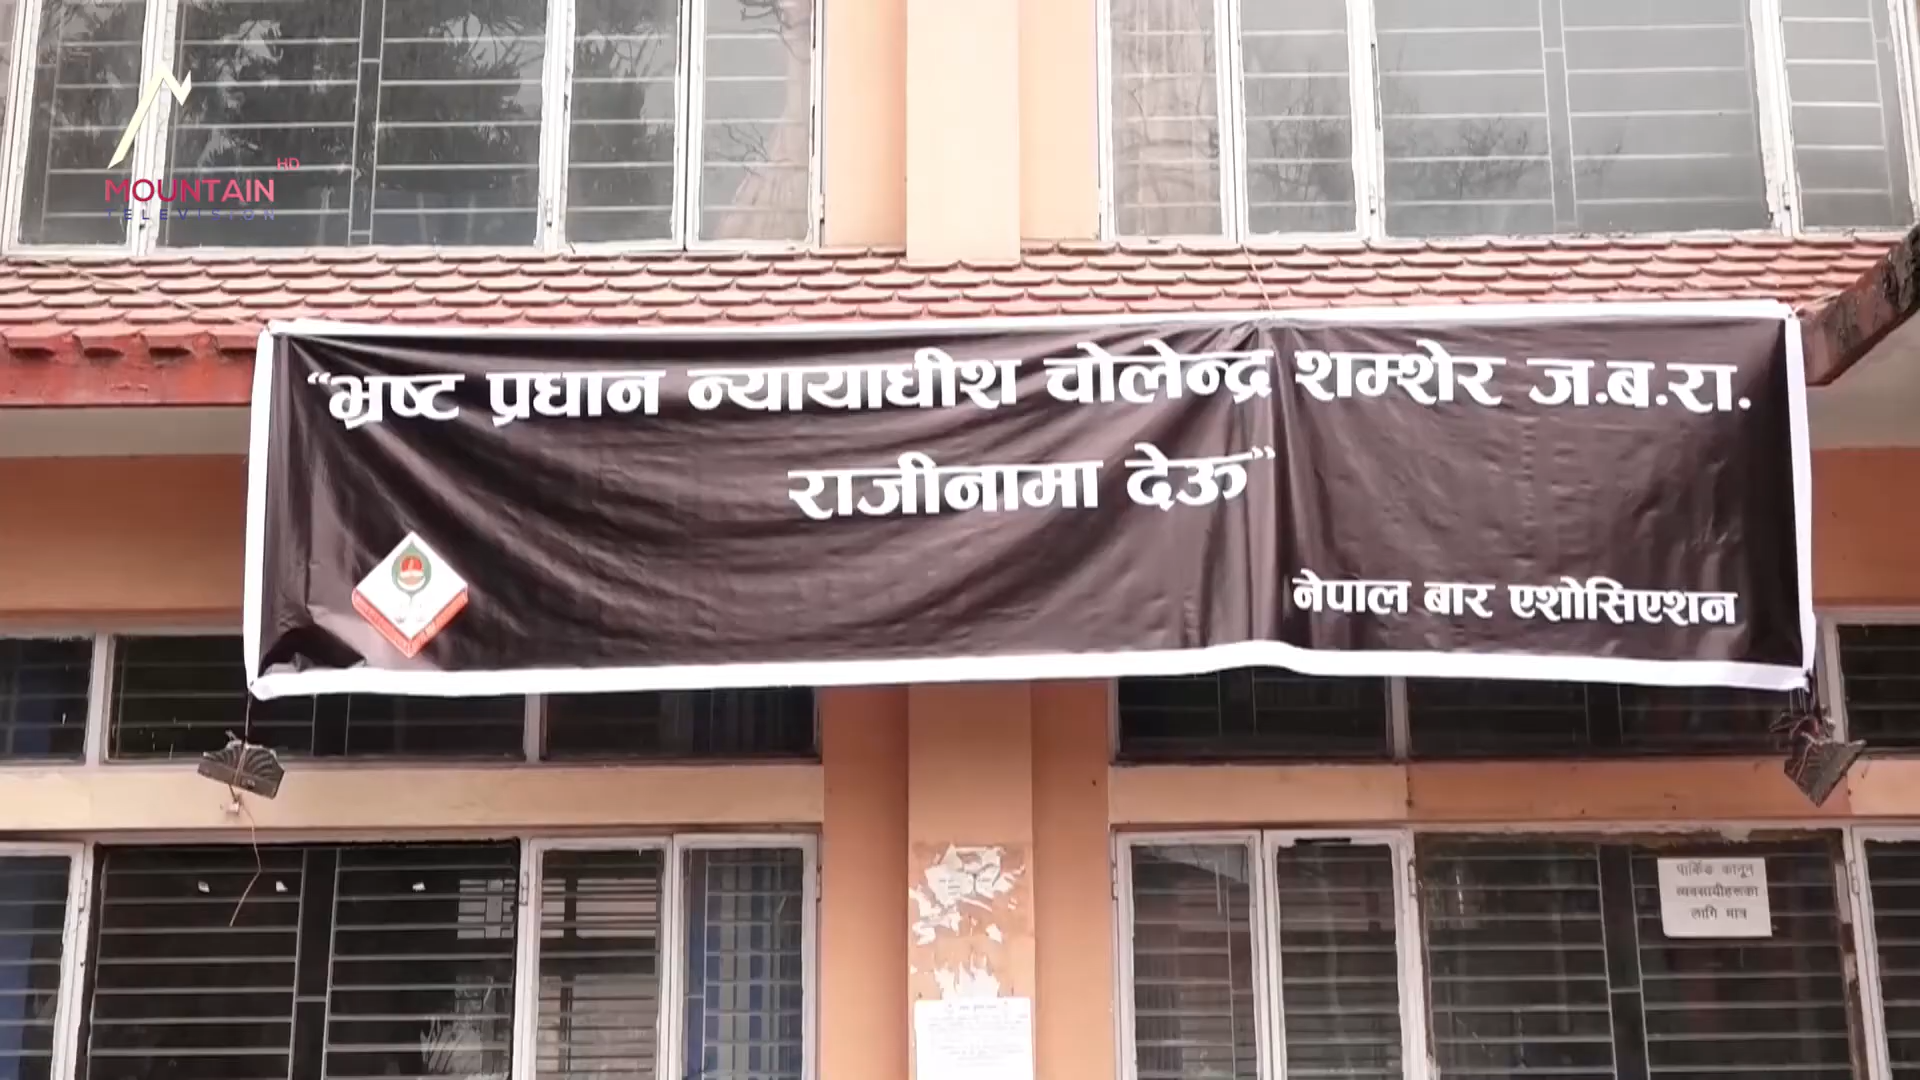 HD
MOUNTAIN
TELEVISION
“भ्रष्ट प्रधान न्यायाधीश चोलेन्द्र शम्शेर ज.ब.रा.
राजीनामा देऊ”
नेपाल बार एशोसिएशन
पार्किङ कानून
व्यवसायीहरूका
लागि मात्र